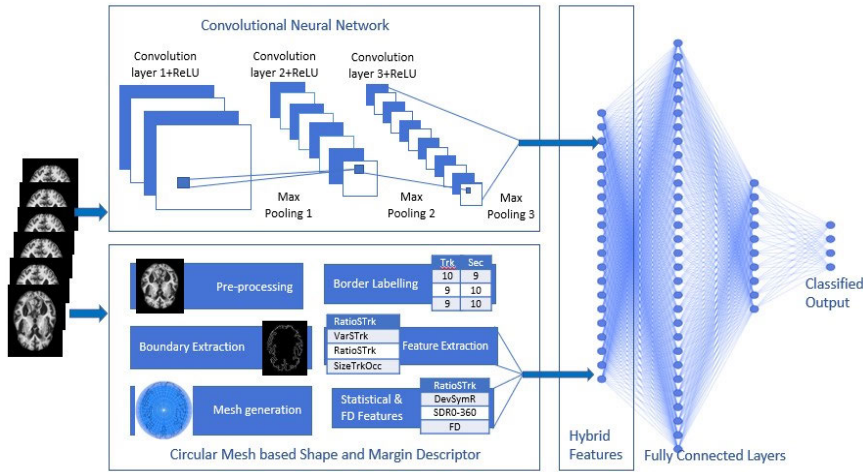 Convolutional Neural Network
Convolution
layer 1+ReLU
Convolution
layer 2+ReLU
Convolution
layer 3+ReLU
Max
Pooling 1
Max
Pooling 2
Max
Pooling 3
Pre-processing
Border Labelling
Trk Sec
10 9
9 10
9 10
Boundary Extraction
RatioSTrk
VarSTrk
RatioSTrk
SizeTrkOcc
Feature Extraction
Mesh generation
Statistical &
FD Features
RatioSTrk
DevSymR
SDR0-360
FD
Circular Mesh based Shape and Margin Descriptor
Hybrid
Features
Fully Connected Layers
Classified
Output